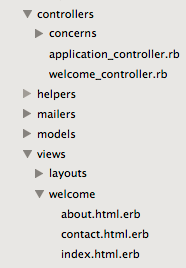 controllers
concerns
application_controller.rb
welcome_controller.rb
helpers
mailers
models
views
layouts
welcome
about.html.erb
contact.html.erb
index.html.erb